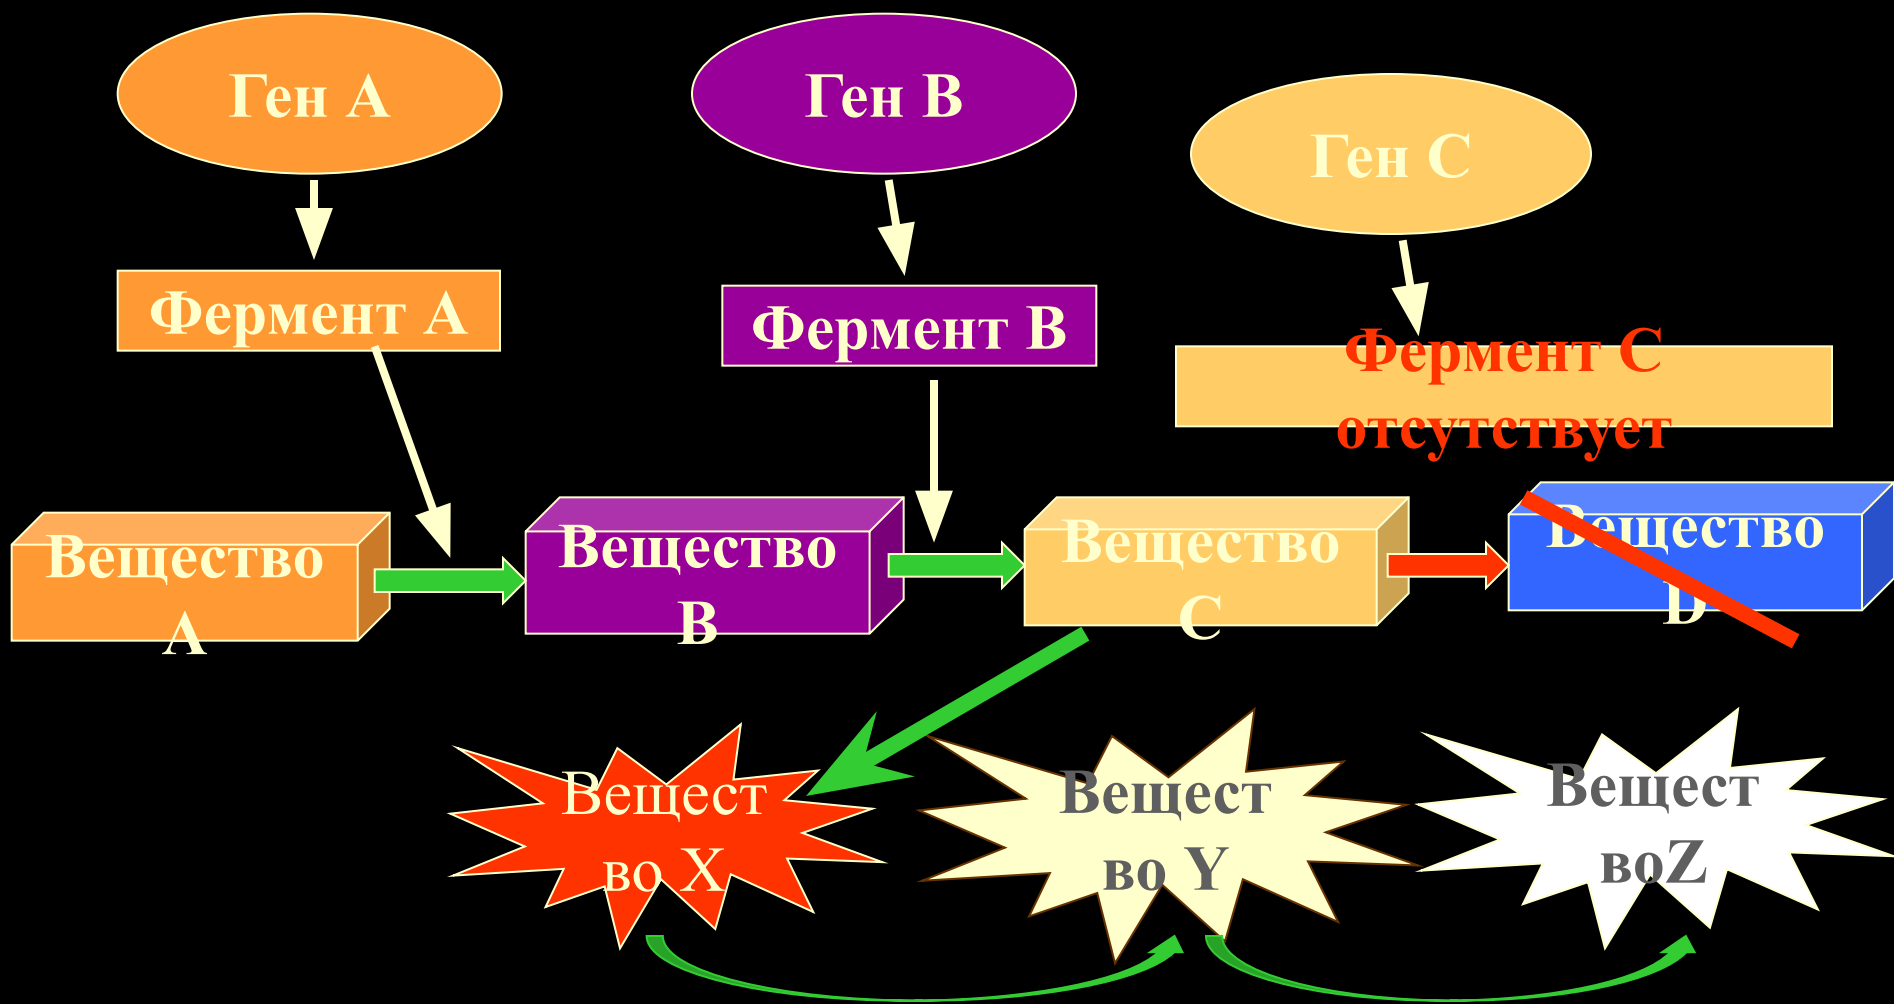 Ген А
Ген В
Ген С
Фермент А
Фермент В
Фермент С
отсутствует
Вещество
А
Вещество
В
Вещество
С
Вещество
D
Вещест
во X
Вещест
во Y
Вещест
воZ